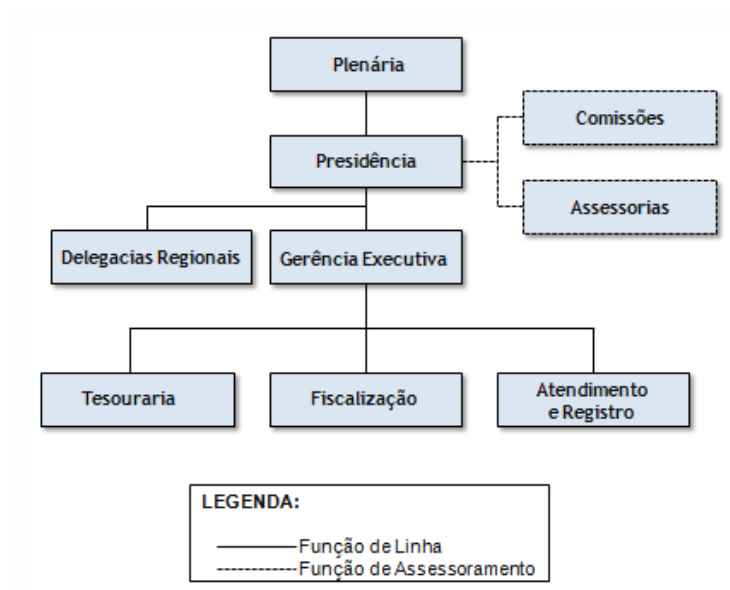 Plenária
Comissões
Presidência
Assessorias
Delegacias Regionais
Gerência Executiva
Tesouraria
Fiscalização
Atendimento
e Registro
LEGENDA:
Função de Linha
Função de Assessoramento